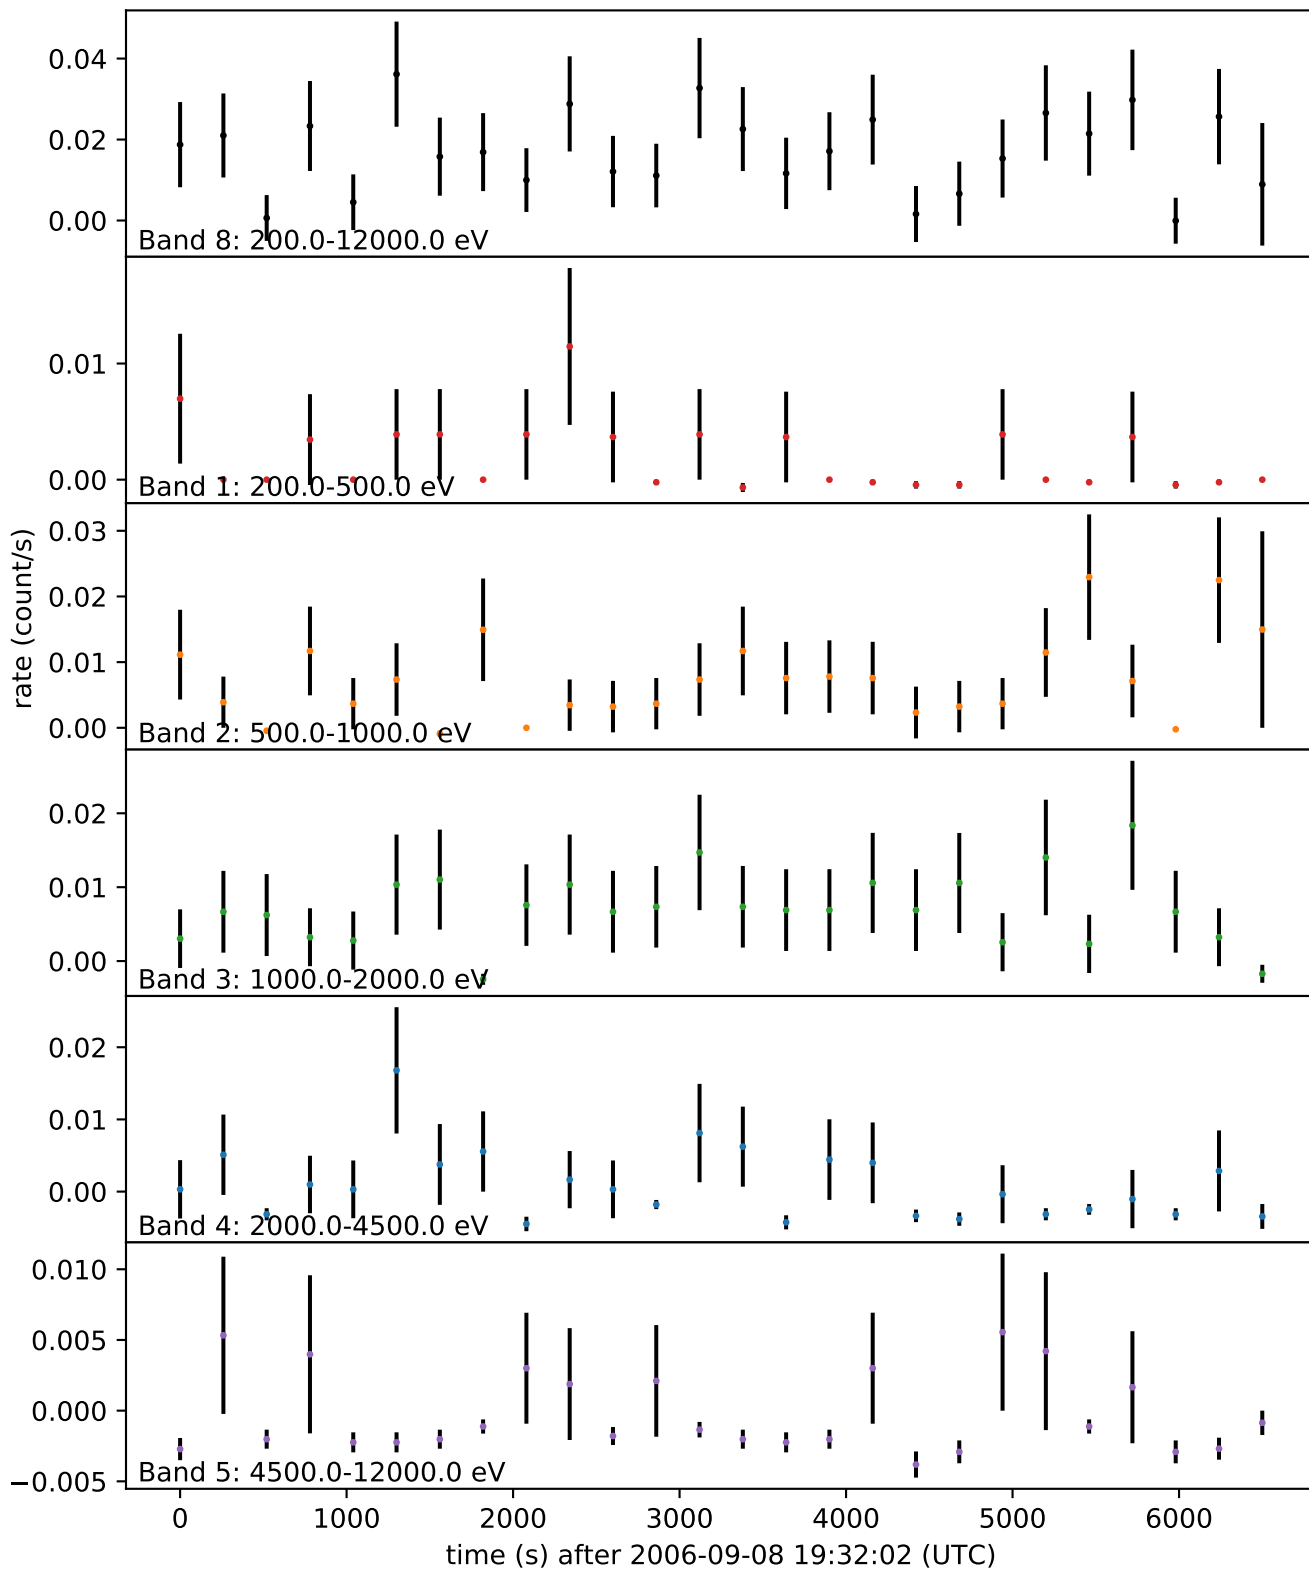 0.04
0.02
0.00
Band 8: 200.0-12000.0 eV
0.01
0.00
Band 1: 200.0-500.0 eV
0.03
0.02
0.01
0.00
Band 2: 500.0-1000.0 eV
rate (count/s)
0.02
0.01
0.00
Band 3: 1000.0-2000.0 eV
0.02
0.01
0.00
Band 4: 2000.0-4500.0 eV
0.010
0.005
0.000
−0.005
Band 5: 4500.0-12000.0 eV
0 1000 2000 3000 4000 5000 6000
time (s) after 2006-09-08 19:32:02 (UTC)